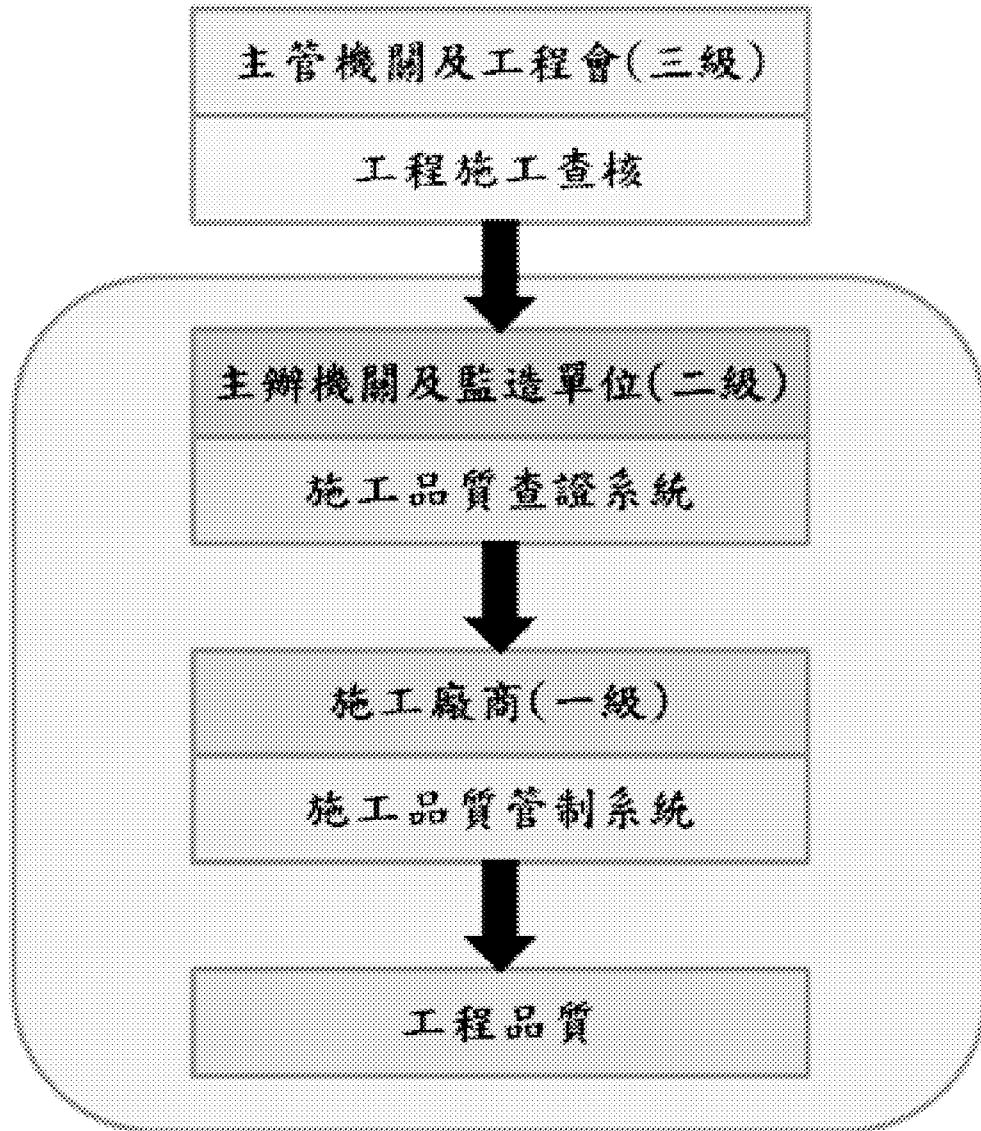 主管機關及工程會(三級)
工程施工查核
主辦機關及監造單位(二級)
施工品質查證系統
施工廠商(一級)
施工品質管制系統
工程品質